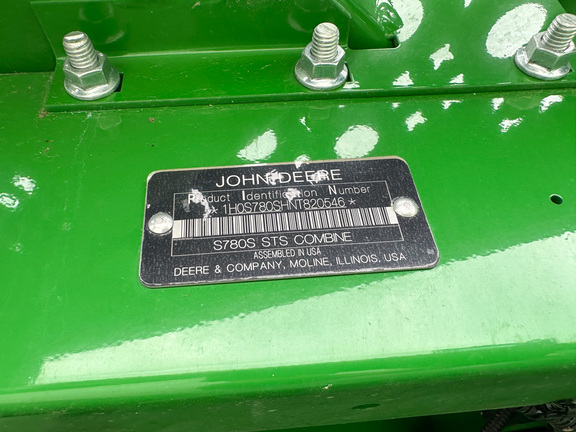 JOHN DEERE
Product Identification Number
*1H0S780SHNT820546*
S780S STS COMBINE
ASSEMBLED IN USA
DEERE & COMPANY, MOLINE, ILLINOIS, USA